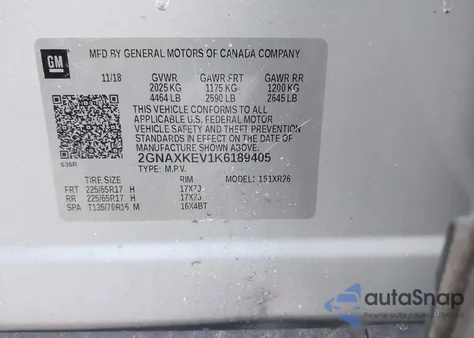 GM
MFD BY GENERAL MOTORS OF CANADA COMPANY
11/18 GVWR GAWR FRT GAWR RR
2025 KG 1175 KG 1200 KG
4464 LB 2590 LB 2645 LB
THIS VEHICLE CONFORMS TO ALL
APPLICABLE U.S. FEDERAL MOTOR
VEHICLE SAFETY AND THEFT PREVENTION
STANDARDS IN EFFECT ON THE DATE OF
MANUFACTURE SHOWN ABOVE.
2GNAXKEV1K6189405
TYPE: M.P.V. MODEL: 1S1XR26
TIRE SIZE RIM
FRT 225/65R17 H 17X7J
RR 225/65R17 H 17X7J
SPA T135/70R16 M 16X4BT
autoSnap